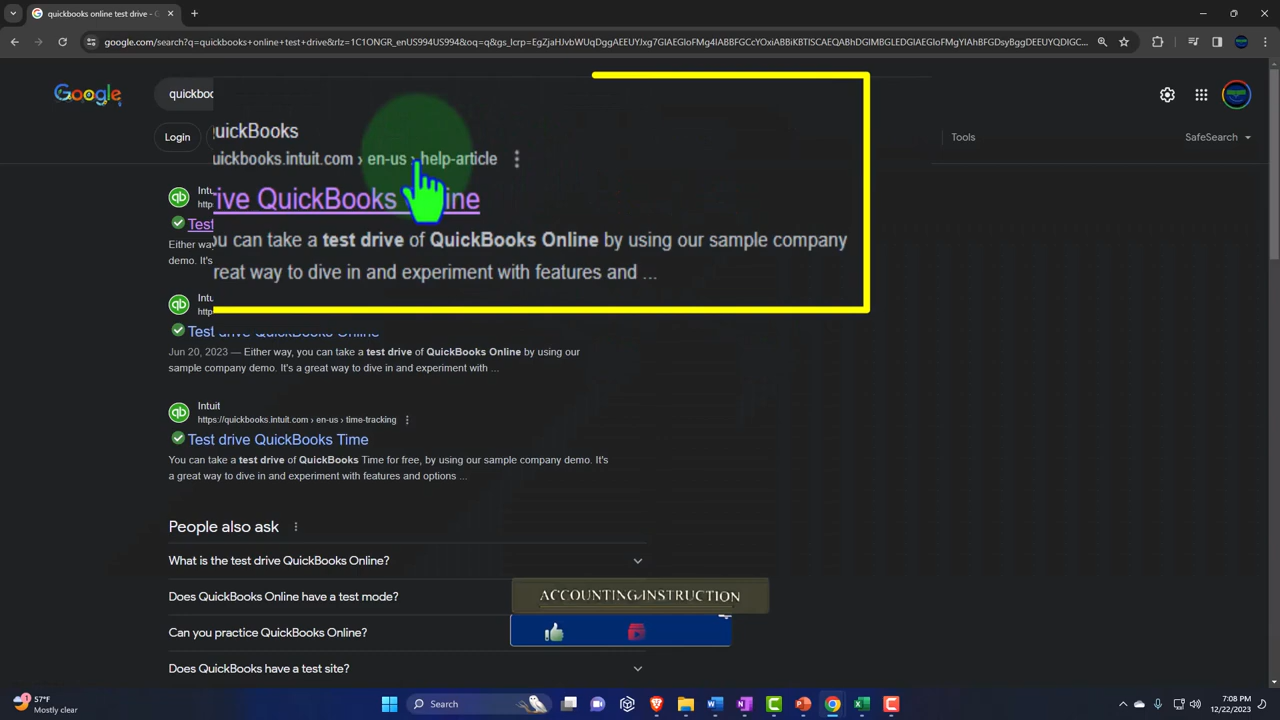 quickbooks online test drive -
google.com/search?q=quickbooks+online+test+drive&rlz=1C1ONGR_enUS994US994&oq=q&gs_lcrp=EgZjaHJvbWUqDggAEEUYJxg7GIAEGIoFMg4IABBFGCcYOxiABBiKBTISCAEQABhDGIMBGLEDGIAEGIoFMgYIAhBFGDsyBggDEEUYQDIGC...
Google
quickbo
Login
Tools
SafeSearch
uickBooks
uickbooks.intuit.com › en-us › help-article
rive QuickBooks Online
ou can take a test drive of QuickBooks Online by using our sample company
reat way to dive in and experiment with features and ...
Intu
http
Test
Either way
demo. It's
Intu
http
Test drive QuickBooks Online
Jun 20, 2023 — Either way, you can take a test drive of QuickBooks Online by using our
sample company demo. It's a great way to dive in and experiment with ...
Intuit
https://quickbooks.intuit.com › en-us › time-tracking
Test drive QuickBooks Time
You can take a test drive of QuickBooks Time for free, by using our sample company demo. It's
a great way to dive in and experiment with features and options ...
People also ask
What is the test drive QuickBooks Online?
Does QuickBooks Online have a test mode?
Can you practice QuickBooks Online?
Does QuickBooks have a test site?
ACCOUNTING INSTRUCTION
1
57°F
Mostly clear
Search
7:08 PM
12/22/2023